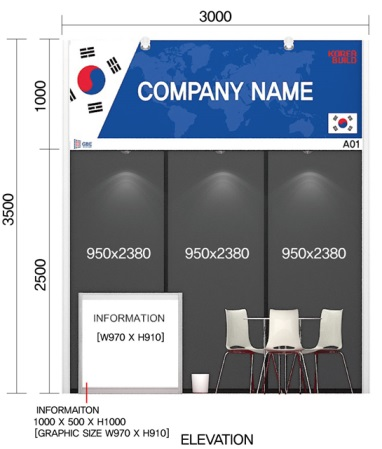 3000
KOREA
BUILD
1000
COMPANY NAME
GBC
A01
3500
950x2380
950x2380
950x2380
2500
INFORMATION
[W970 X H910]
INFORMAITON
1000 X 500 X H1000
[GRAPHIC SIZE W970 X H910]
ELEVATION